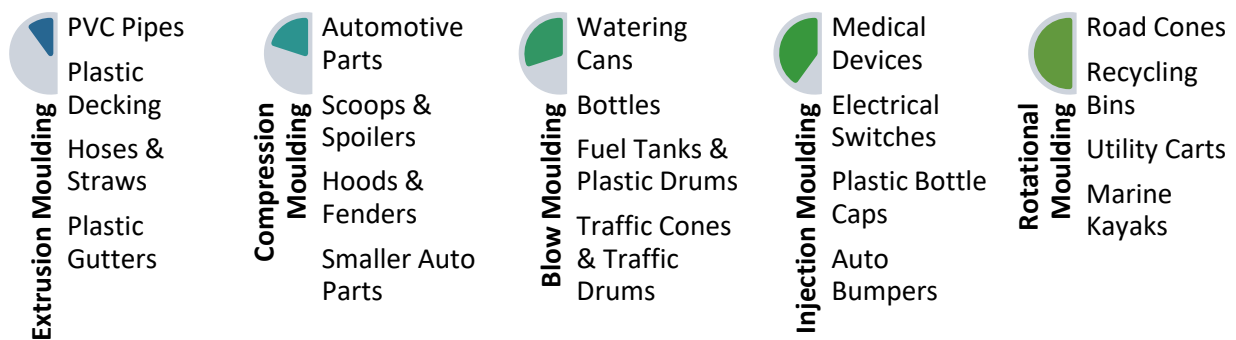 Extrusion Moulding
PVC Pipes
Plastic
Decking
Hoses &
Straws
Plastic
Gutters
Compression
Moulding
Automotive
Parts
Scoops &
Spoilers
Hoods &
Fenders
Smaller Auto
Parts
Blow Moulding
Watering
Cans
Bottles
Fuel Tanks &
Plastic Drums
Traffic Cones
& Traffic
Drums
Injection Moulding
Medical
Devices
Electrical
Switches
Plastic Bottle
Caps
Auto
Bumpers
Rotational
Moulding
Road Cones
Recycling
Bins
Utility Carts
Marine
Kayaks